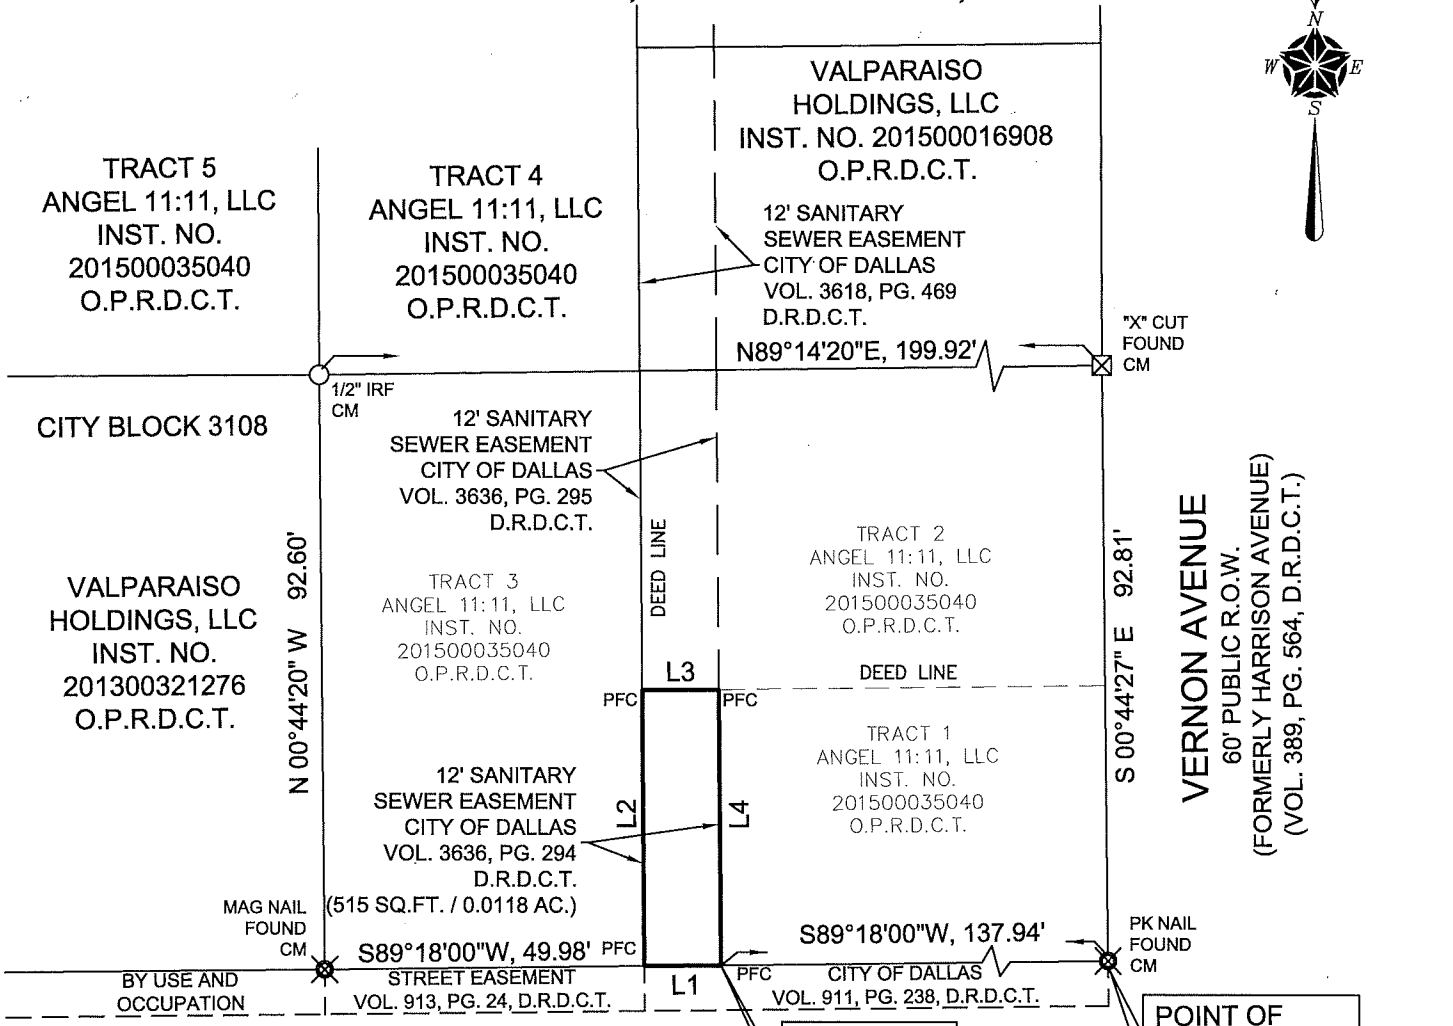 N
W
E
S
VALPARAISO
HOLDINGS, LLC
INST. NO. 201500016908
O.P.R.D.C.T.
TRACT 5
ANGEL 11:11, LLC
INST. NO.
201500035040
O.P.R.D.C.T.
TRACT 4
ANGEL 11:11, LLC
INST. NO.
201500035040
O.P.R.D.C.T.
12' SANITARY
SEWER EASEMENT
CITY OF DALLAS
VOL. 3618, PG. 469
D.R.D.C.T.
N89°14'20"E, 199.92'
"X" CUT
FOUND
CM
1/2" IRF
CM
CITY BLOCK 3108
12' SANITARY
SEWER EASEMENT
CITY OF DALLAS
VOL. 3636, PG. 295
D.R.D.C.T.
DEED LINE
N 00°44'20" W 92.60'
VALPARAISO
HOLDINGS, LLC
INST. NO.
201300321276
O.P.R.D.C.T.
TRACT 3
ANGEL 11:11, LLC
INST. NO.
201500035040
O.P.R.D.C.T.
TRACT 2
ANGEL 11:11, LLC
INST. NO.
201500035040
O.P.R.D.C.T.
S 00°44'27" E 92.81'
VERNON AVENUE
60' PUBLIC R.O.W.
(FORMERLY HARRISON AVENUE)
(VOL. 389, PG. 564, D.R.D.C.T.)
L3
DEED LINE
PFC
PFC
TRACT 1
ANGEL 11:11, LLC
INST. NO.
201500035040
O.P.R.D.C.T.
12' SANITARY
SEWER EASEMENT
CITY OF DALLAS
VOL. 3636, PG. 294
D.R.D.C.T.
(515 SQ.FT. / 0.0118 AC.)
L2
L4
MAG NAIL
FOUND
CM
S89°18'00"W, 49.98'
PFC
S89°18'00"W, 137.94'
PK NAIL
FOUND
CM
BY USE AND
OCCUPATION
STREET EASEMENT
VOL. 913, PG. 24, D.R.D.C.T.
L1
PFC
CITY OF DALLAS
VOL. 911, PG. 238, D.R.D.C.T.
POINT OF